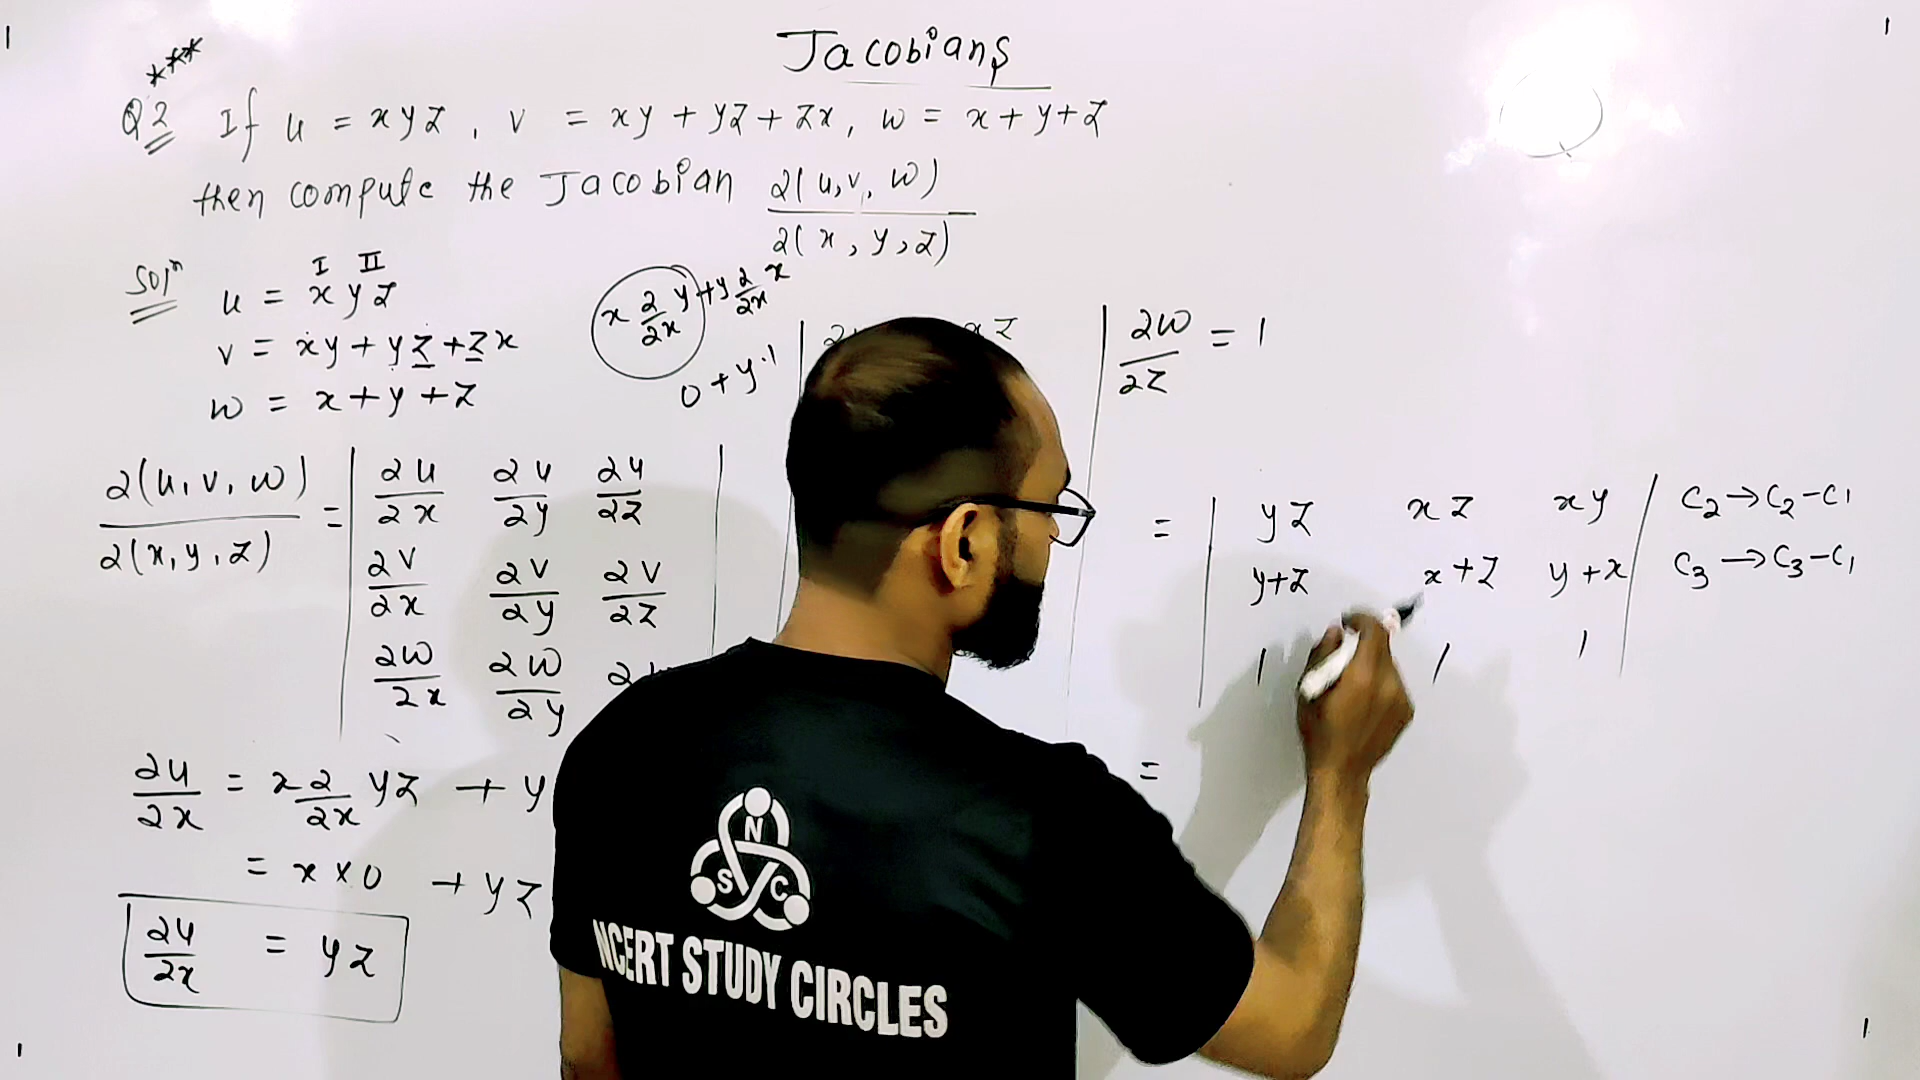 Jacobians
***
Q2 If u = xyz, v = xy + yz + zx, w = x + y + z
then compute the Jacobian ∂(u,v,w)/∂(x,y,z)
Solⁿ
I II
u = xyz
v = xy + yz + zx
w = x + y + z
x ∂/∂x y + y ∂/∂x x
0 + y·1
xz
∂w/∂z = 1
∂(u,v,w)/∂(x,y,z) = | ∂u/∂x ∂u/∂y ∂u/∂z |
∂v/∂x ∂v/∂y ∂v/∂z
∂w/∂x ∂w/∂y
= | yz xz xy | C2 → C2 - C1
y+z x+z y+x | C3 → C3 - C1
1 1 1
=
∂u/∂x = x ∂/∂x yz + y
= x × 0 + yz
∂u/∂x = yz
N
S C
NCERT STUDY CIRCLES